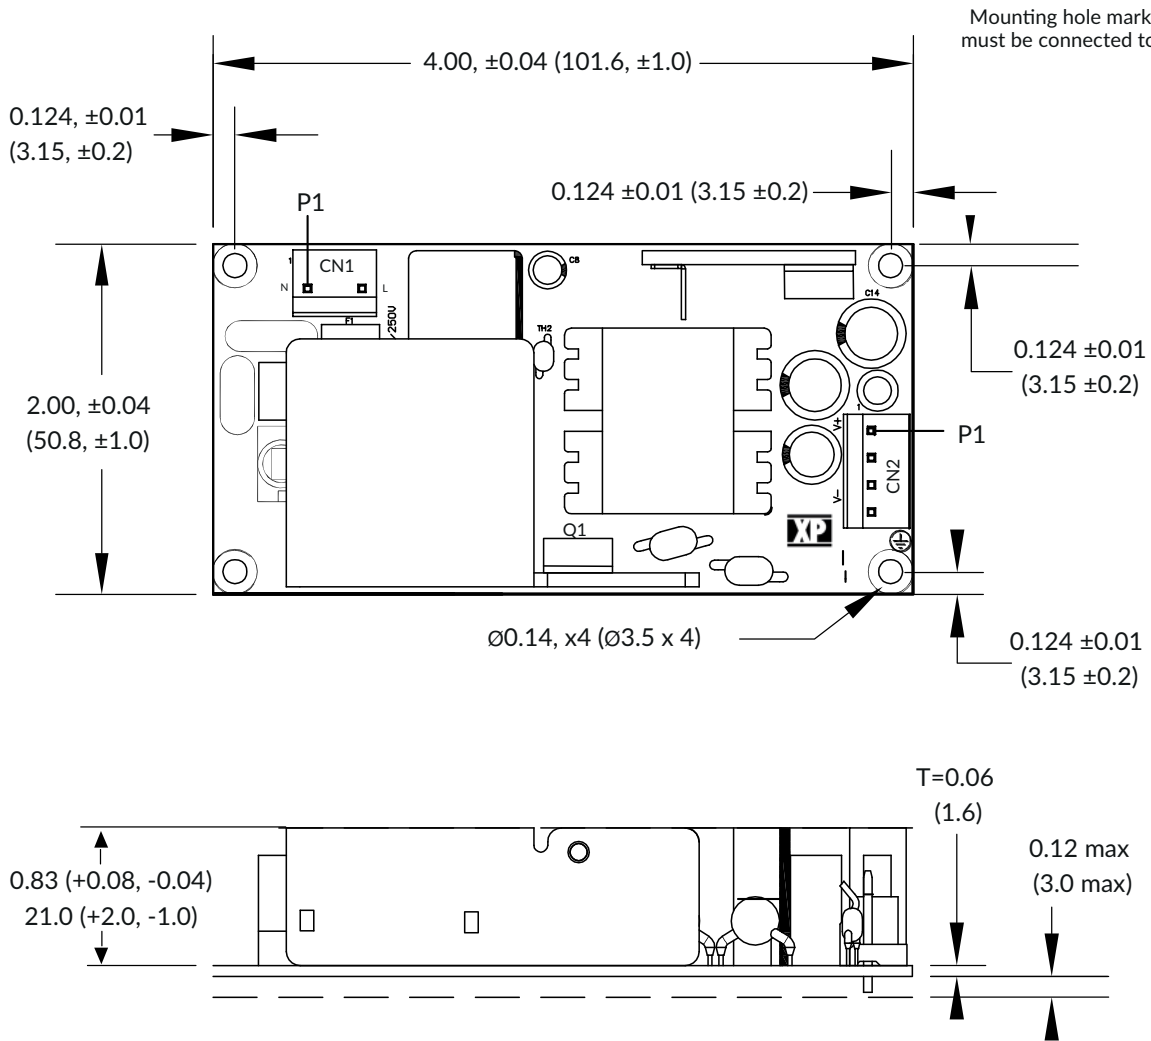 Mounting hole mark
must be connected to
4.00, ±0.04 (101.6, ±1.0)
0.124, ±0.01
(3.15, ±0.2)
0.124 ±0.01 (3.15 ±0.2)
P1
1
CN1
N
L
F1
/250V
C8
TH2
C14
0.124 ±0.01
(3.15 ±0.2)
2.00, ±0.04
(50.8, ±1.0)
1
V+
P1
CN2
V-
XP
Q1
Ø0.14, x4 (Ø3.5 x 4)
0.124 ±0.01
(3.15 ±0.2)
T=0.06
(1.6)
0.12 max
(3.0 max)
0.83 (+0.08, -0.04)
21.0 (+2.0, -1.0)